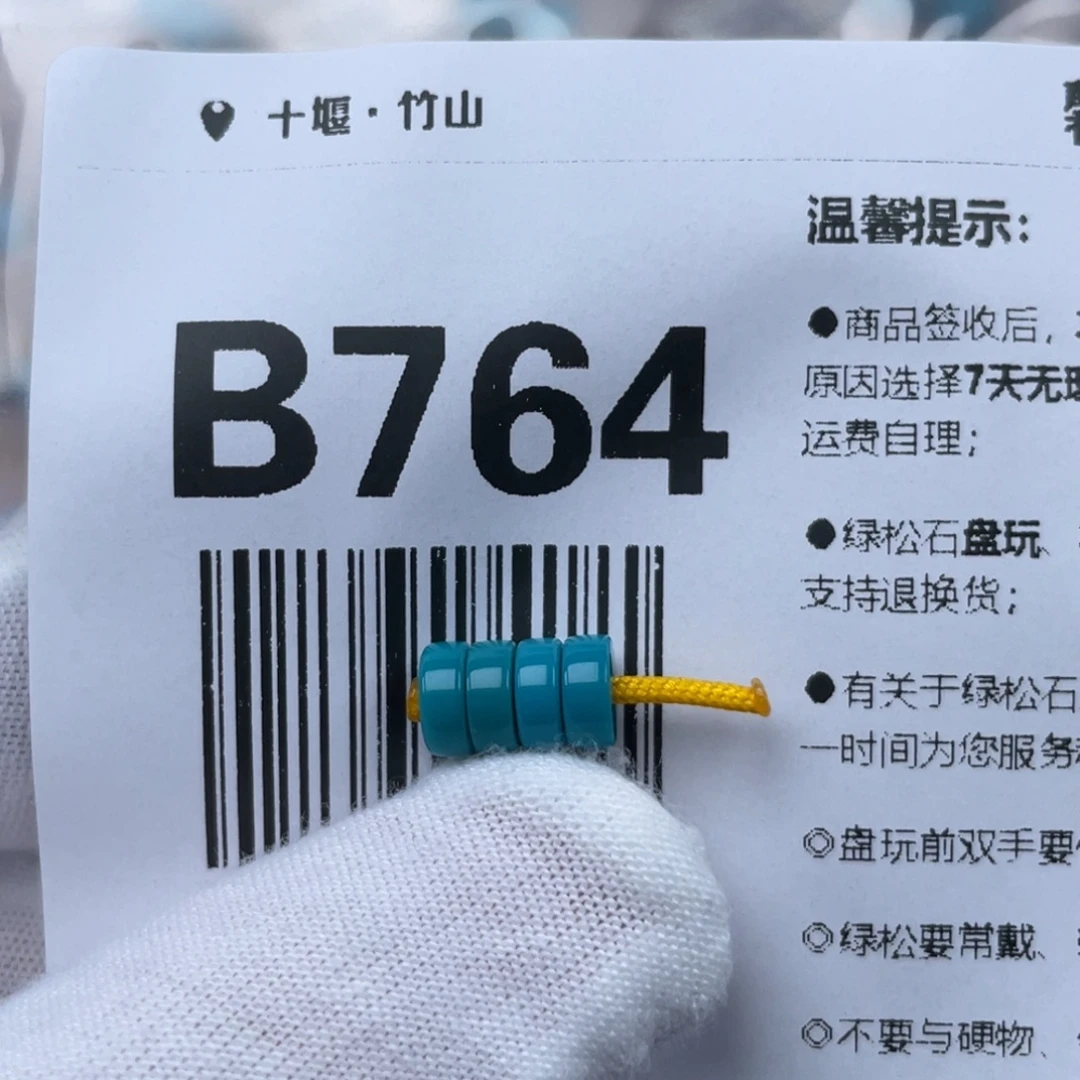 十堰·竹山
B764
温馨提示：
●商品签收后，
原因选择7天无理
运费自理；
●绿松石盘玩、
支持退换货；
●有关于绿松石
一时间为您服务
◎盘玩前双手要
◎绿松要常戴、
◎不要与硬物、